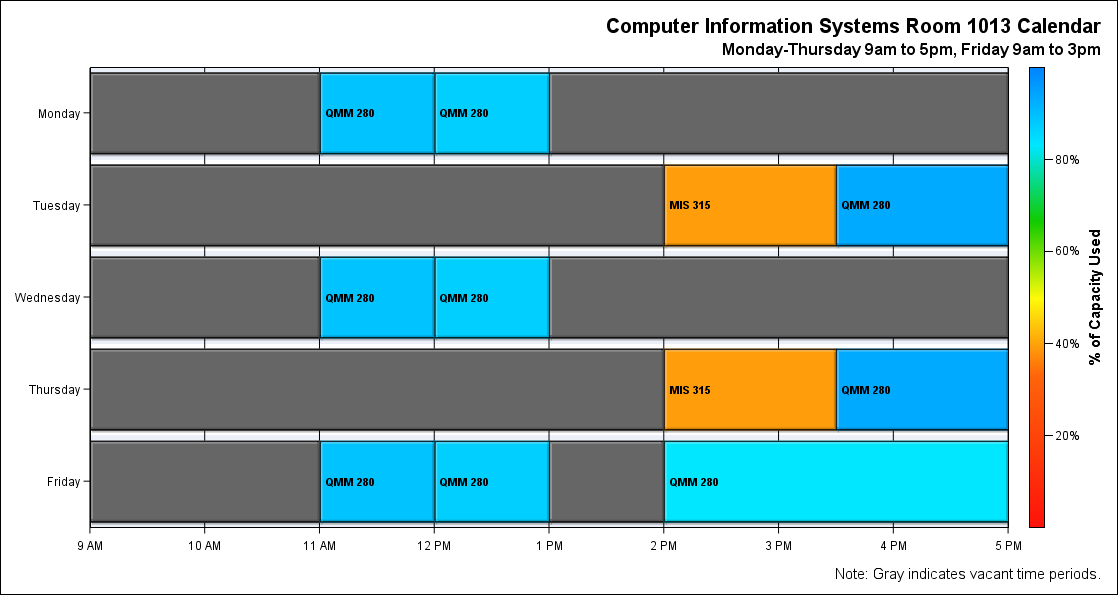 Computer Information Systems Room 1013 Calendar
Monday-Thursday 9am to 5pm, Friday 9am to 3pm
Monday
QMM 280
QMM 280
Tuesday
MIS 315
QMM 280
Wednesday
QMM 280
QMM 280
Thursday
MIS 315
QMM 280
Friday
QMM 280
QMM 280
QMM 280
9 AM
10 AM
11 AM
12 PM
1 PM
2 PM
3 PM
4 PM
5 PM
80%
60%
40%
20%
% of Capacity Used
Note: Gray indicates vacant time periods.